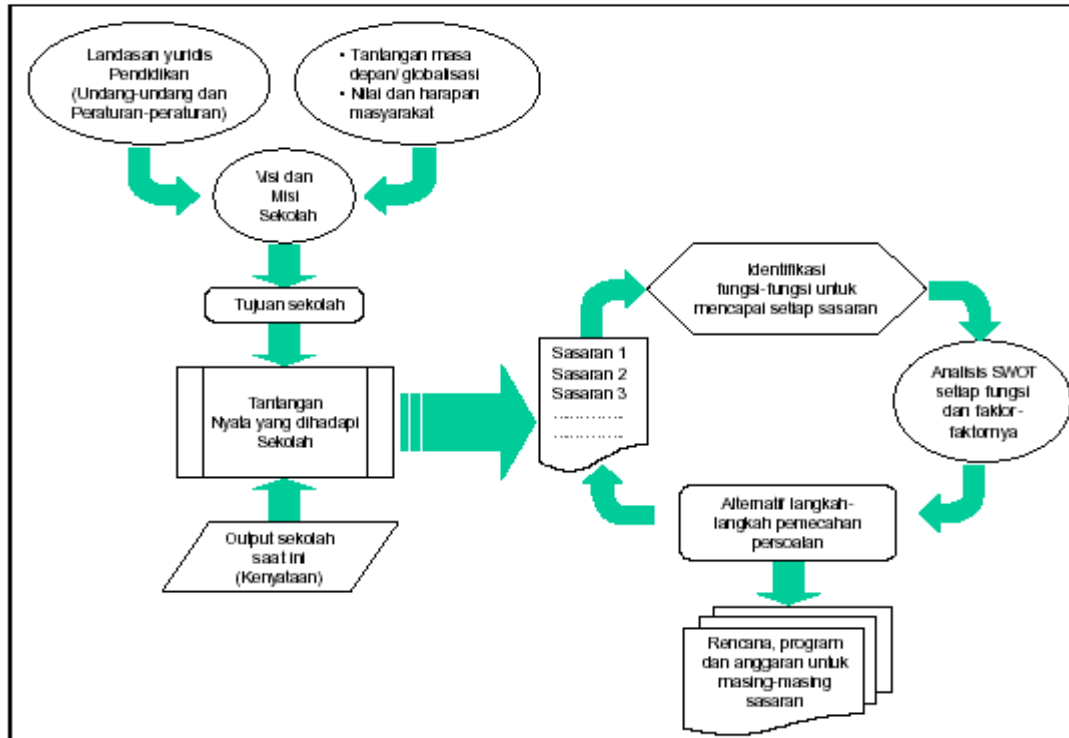 Landasan yuridis
Pendidikan
(Undang-undang dan
Peraturan-peraturan)
• Tantangan masa
depan/ globalisasi
• Nilai dan harapan
masyarakat
Visi dan
Misi
Sekolah
Tujuan sekolah
Tantangan
Nyata yang dihadapi
Sekolah
Output sekolah
saat ini
(Kenyataan)
Sasaran 1
Sasaran 2
Sasaran 3
................
................
Identifikasi
fungsi-fungsi untuk
mencapai setiap sasaran
Analisis SWOT
setiap fungsi
dan faktor-
faktornya
Alternatif langkah-
langkah pemecahan
persoalan
Rencana, program
dan anggaran untuk
masing-masing
sasaran